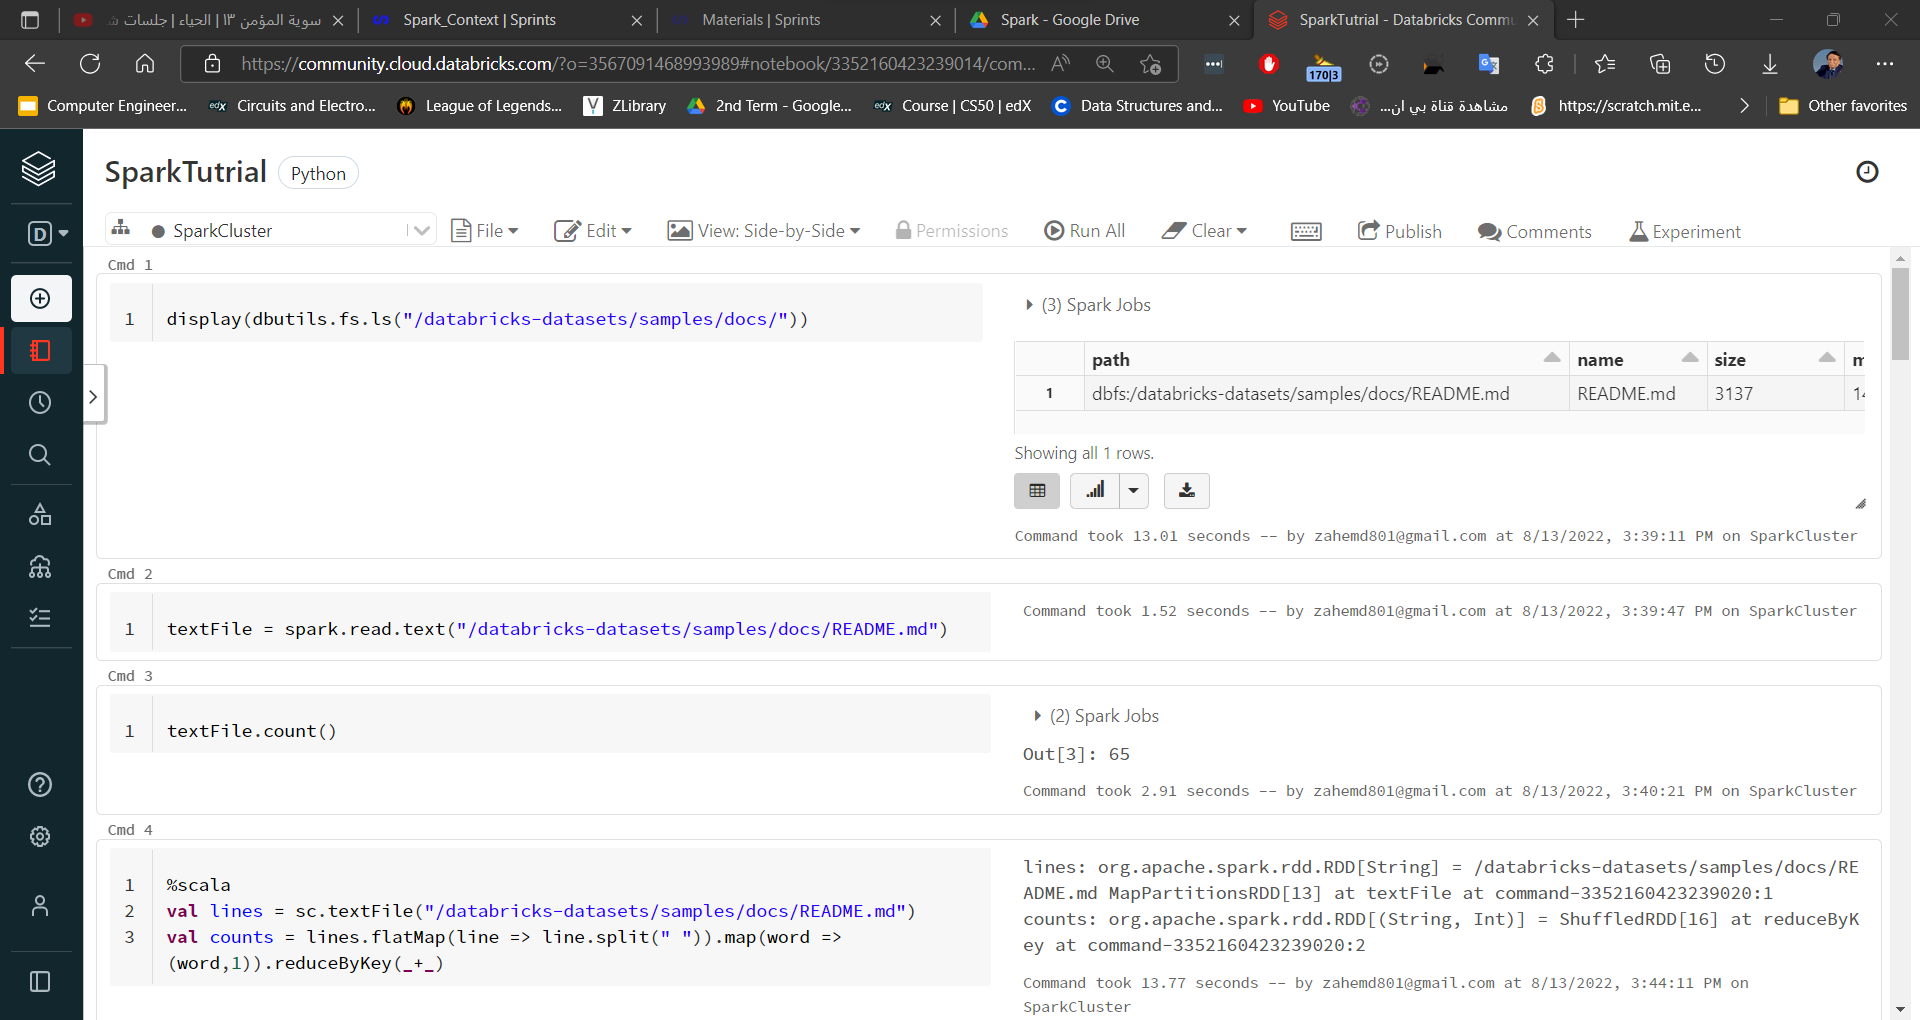 سوية المؤمن ١٣ | الحياء | جلسات ش
Spark_Context | Sprints
Materials | Sprints
Spark - Google Drive
SparkTutrial - Databricks Commu
https://community.cloud.databricks.com/?o=3567091468993989#notebook/3352160423239014/com...
170|3
Computer Engineer...
Circuits and Electro...
League of Legends...
ZLibrary
2nd Term - Google...
Course | CS50 | edX
Data Structures and...
YouTube
مشاهدة قناة بي ان...
https://scratch.mit.e...
Other favorites
SparkTutrial
Python
D
SparkCluster
File
Edit
View: Side-by-Side
Permissions
Run All
Clear
Publish
Comments
Experiment
Cmd 1
1 display(dbutils.fs.ls("/databricks-datasets/samples/docs/"))
(3) Spark Jobs
path name size m
1 dbfs:/databricks-datasets/samples/docs/README.md README.md 3137 14
Showing all 1 rows.
Command took 13.01 seconds -- by zahemd801@gmail.com at 8/13/2022, 3:39:11 PM on SparkCluster
Cmd 2
1 textFile = spark.read.text("/databricks-datasets/samples/docs/README.md")
Command took 1.52 seconds -- by zahemd801@gmail.com at 8/13/2022, 3:39:47 PM on SparkCluster
Cmd 3
1 textFile.count()
(2) Spark Jobs
Out[3]: 65
Command took 2.91 seconds -- by zahemd801@gmail.com at 8/13/2022, 3:40:21 PM on SparkCluster
Cmd 4
1 %scala
2 val lines = sc.textFile("/databricks-datasets/samples/docs/README.md")
3 val counts = lines.flatMap(line => line.split(" ")).map(word =>
(word,1)).reduceByKey(_+_)
lines: org.apache.spark.rdd.RDD[String] = /databricks-datasets/samples/docs/RE
ADME.md MapPartitionsRDD[13] at textFile at command-3352160423239020:1
counts: org.apache.spark.rdd.RDD[(String, Int)] = ShuffledRDD[16] at reduceByK
ey at command-3352160423239020:2
Command took 13.77 seconds -- by zahemd801@gmail.com at 8/13/2022, 3:44:11 PM on
SparkCluster